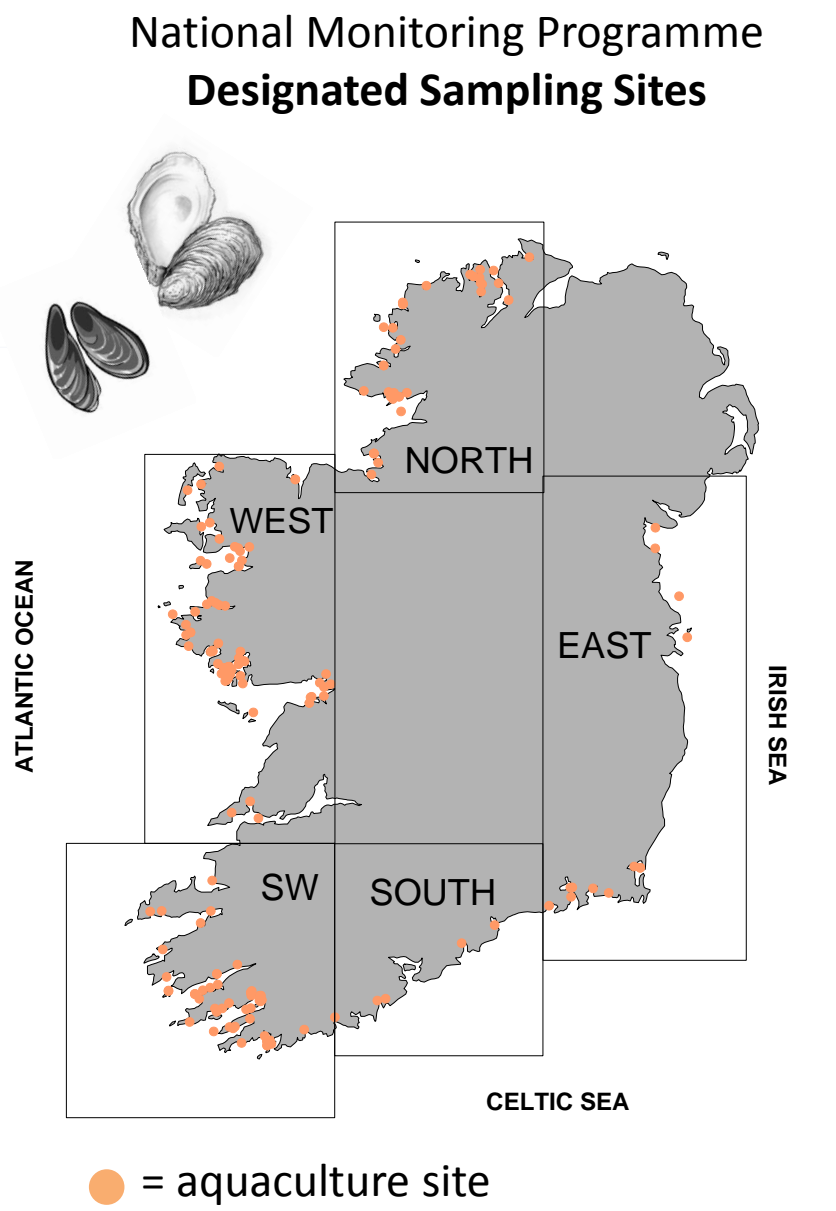 National Monitoring Programme
Designated Sampling Sites
NORTH
WEST
ATLANTIC OCEAN
EAST
IRISH SEA
SW
SOUTH
CELTIC SEA
= aquaculture site